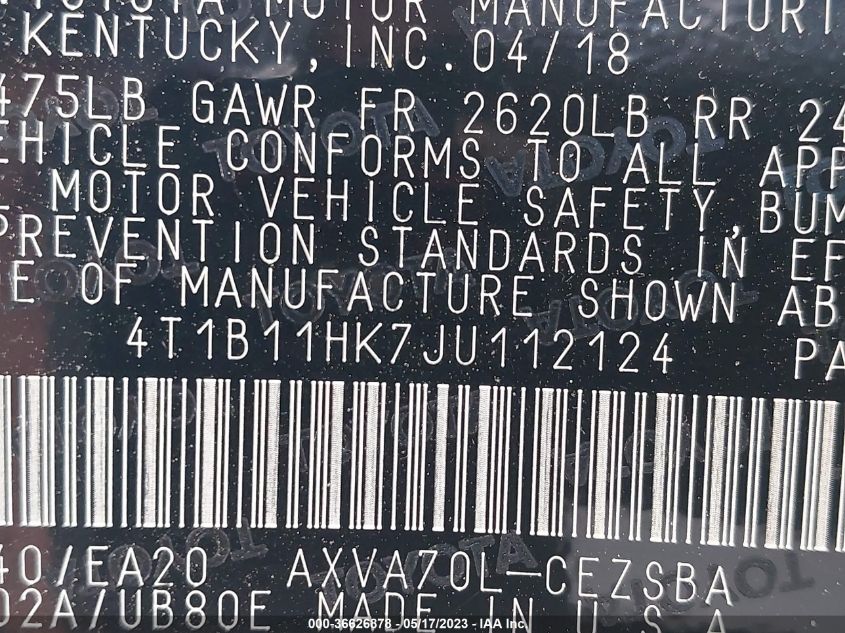 TOYOTA MOTOR MANUFACTURI
KENTUCKY, INC. 04/18
475LB GAWR FR 2620LB RR 24
EHICLE CONFORMS TO ALL APP
L MOTOR VEHICLE SAFETY, BUM
PREVENTION STANDARDS IN EF
E OF MANUFACTURE SHOWN AB
4T1B11HK7JU112124 PA
40/EA20 AXVA70L-CEZSBA
02A/UB80E MADE IN U.S.A
000-36626878 - 05/17/2023 - IAA Inc.